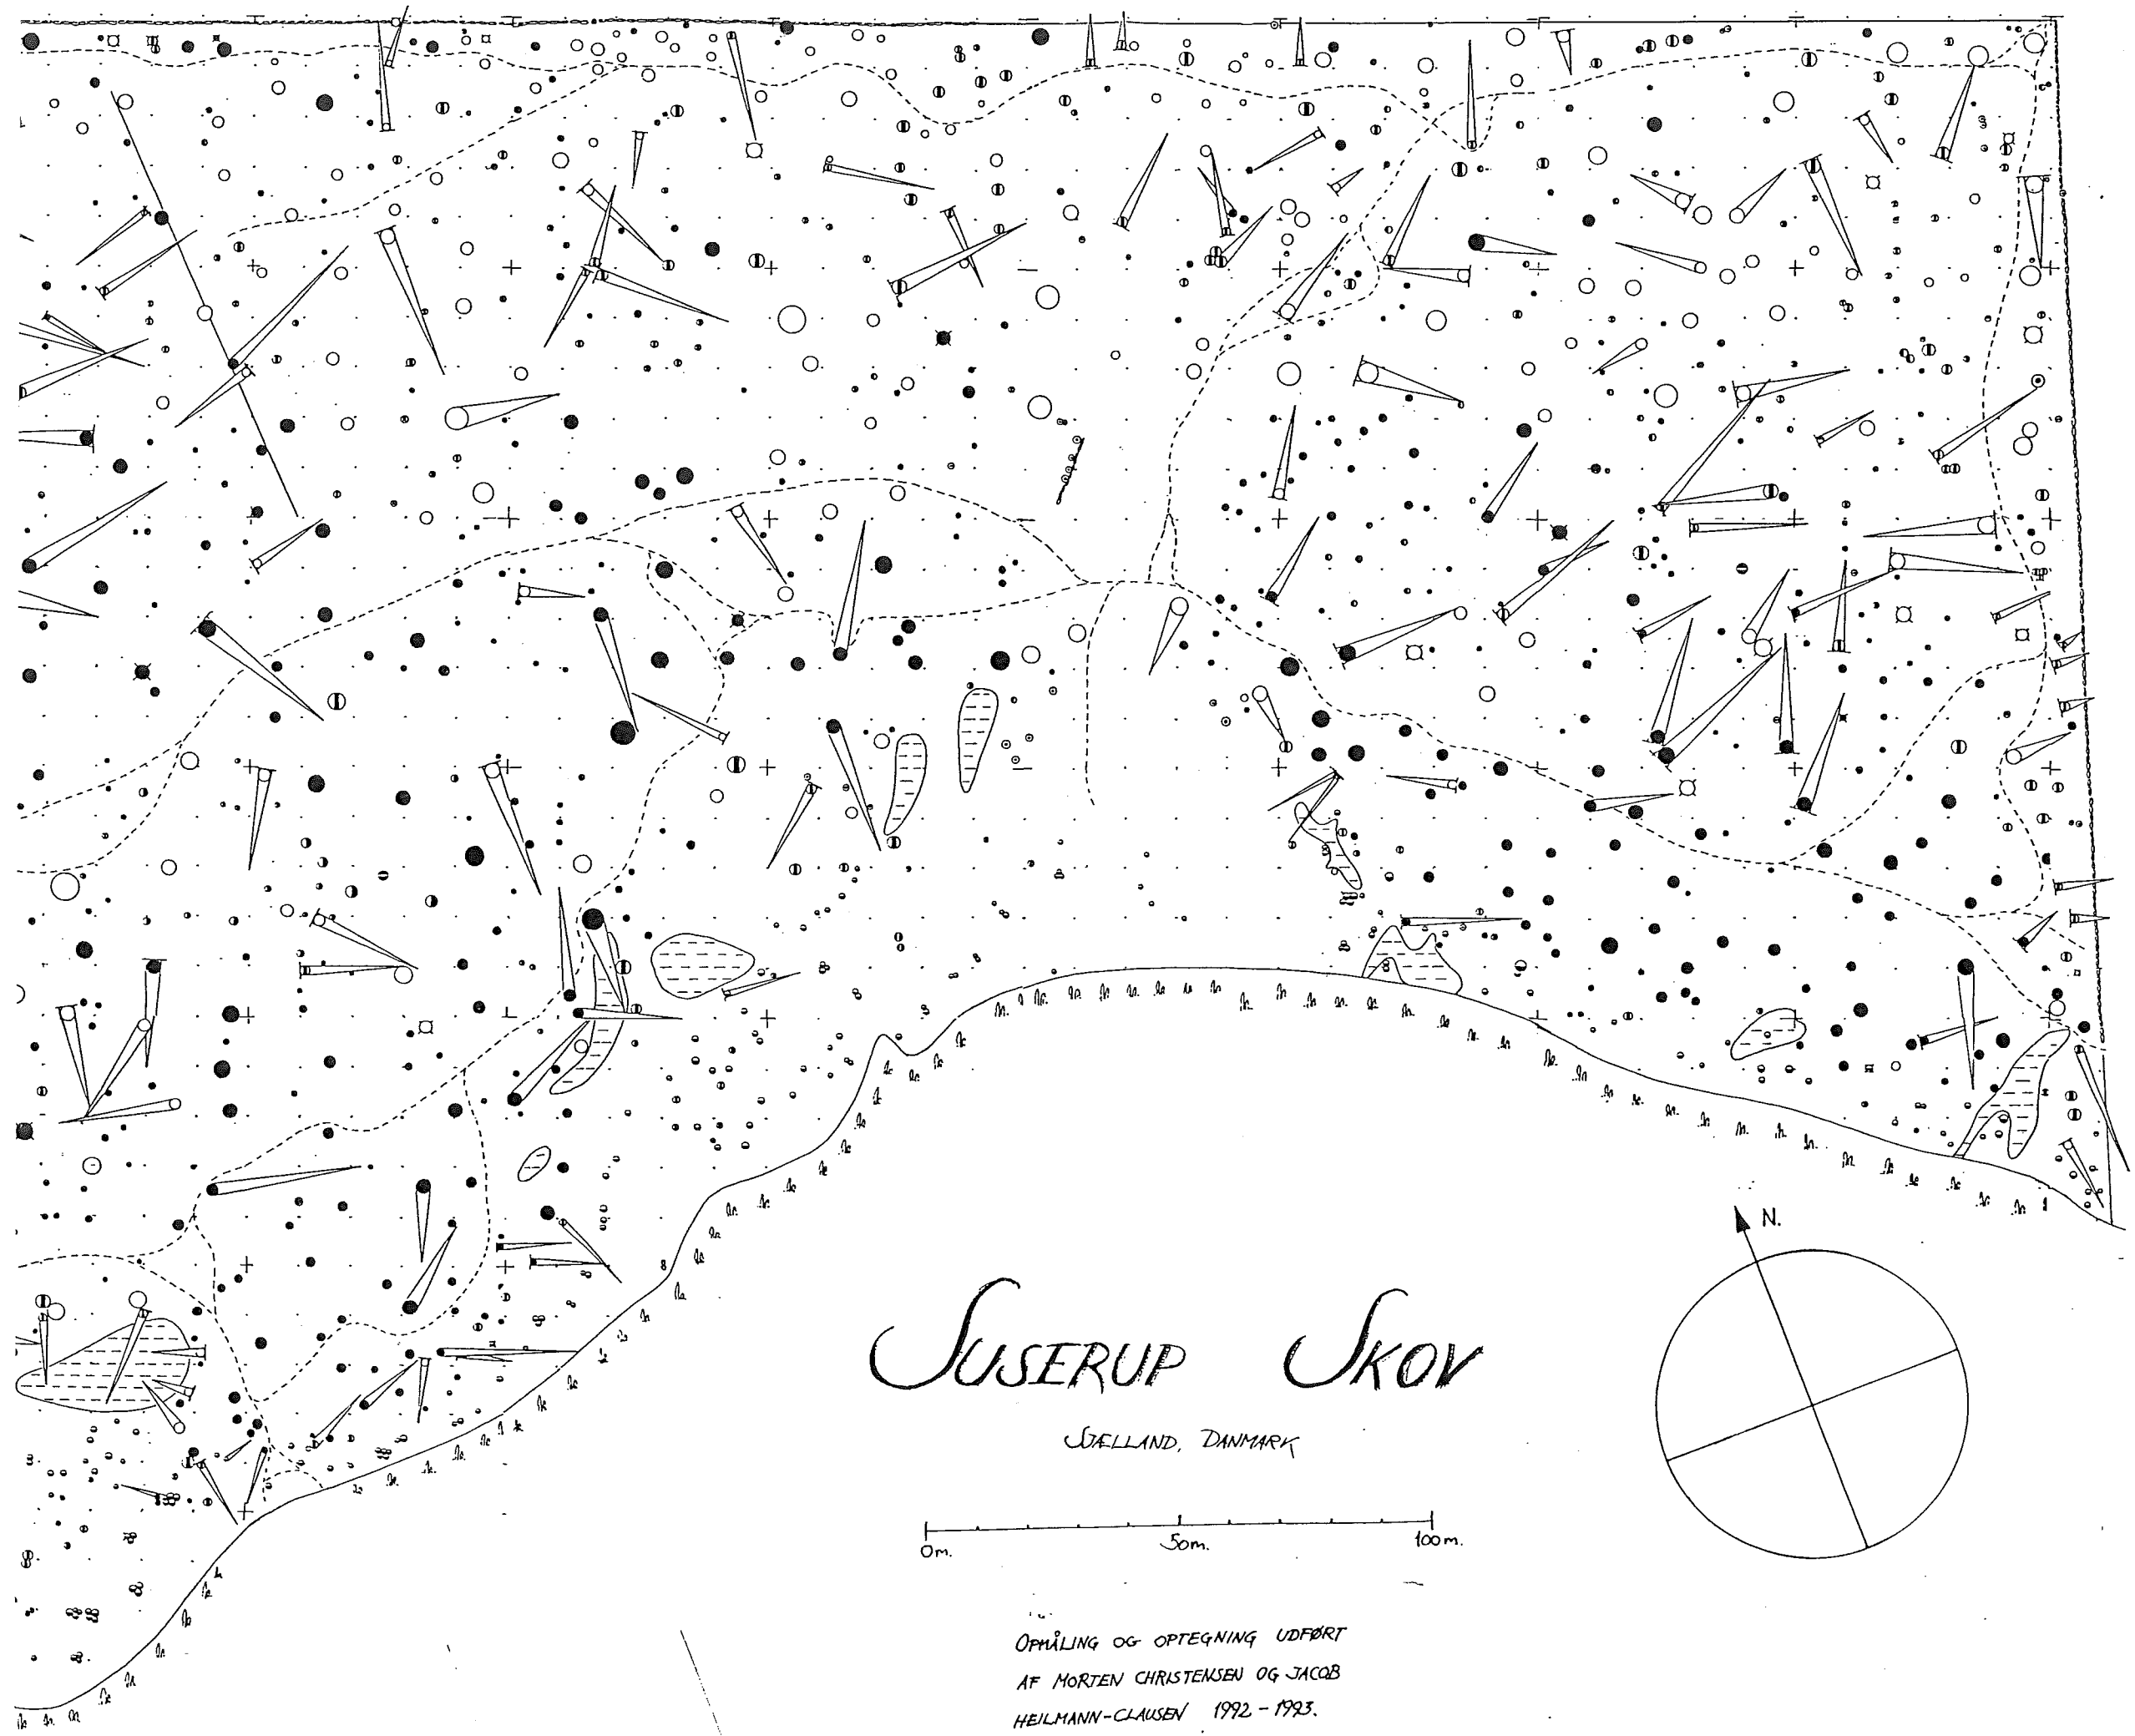 N.
SUSERUP SKOV
SJÆLLAND, DANMARK
0m. 50m. 100m.
OPMÅLING OG OPTEGNING UDFØRT
AF MORTEN CHRISTENSEN OG JACOB
HEILMANN-CLAUSEN 1992-1993.